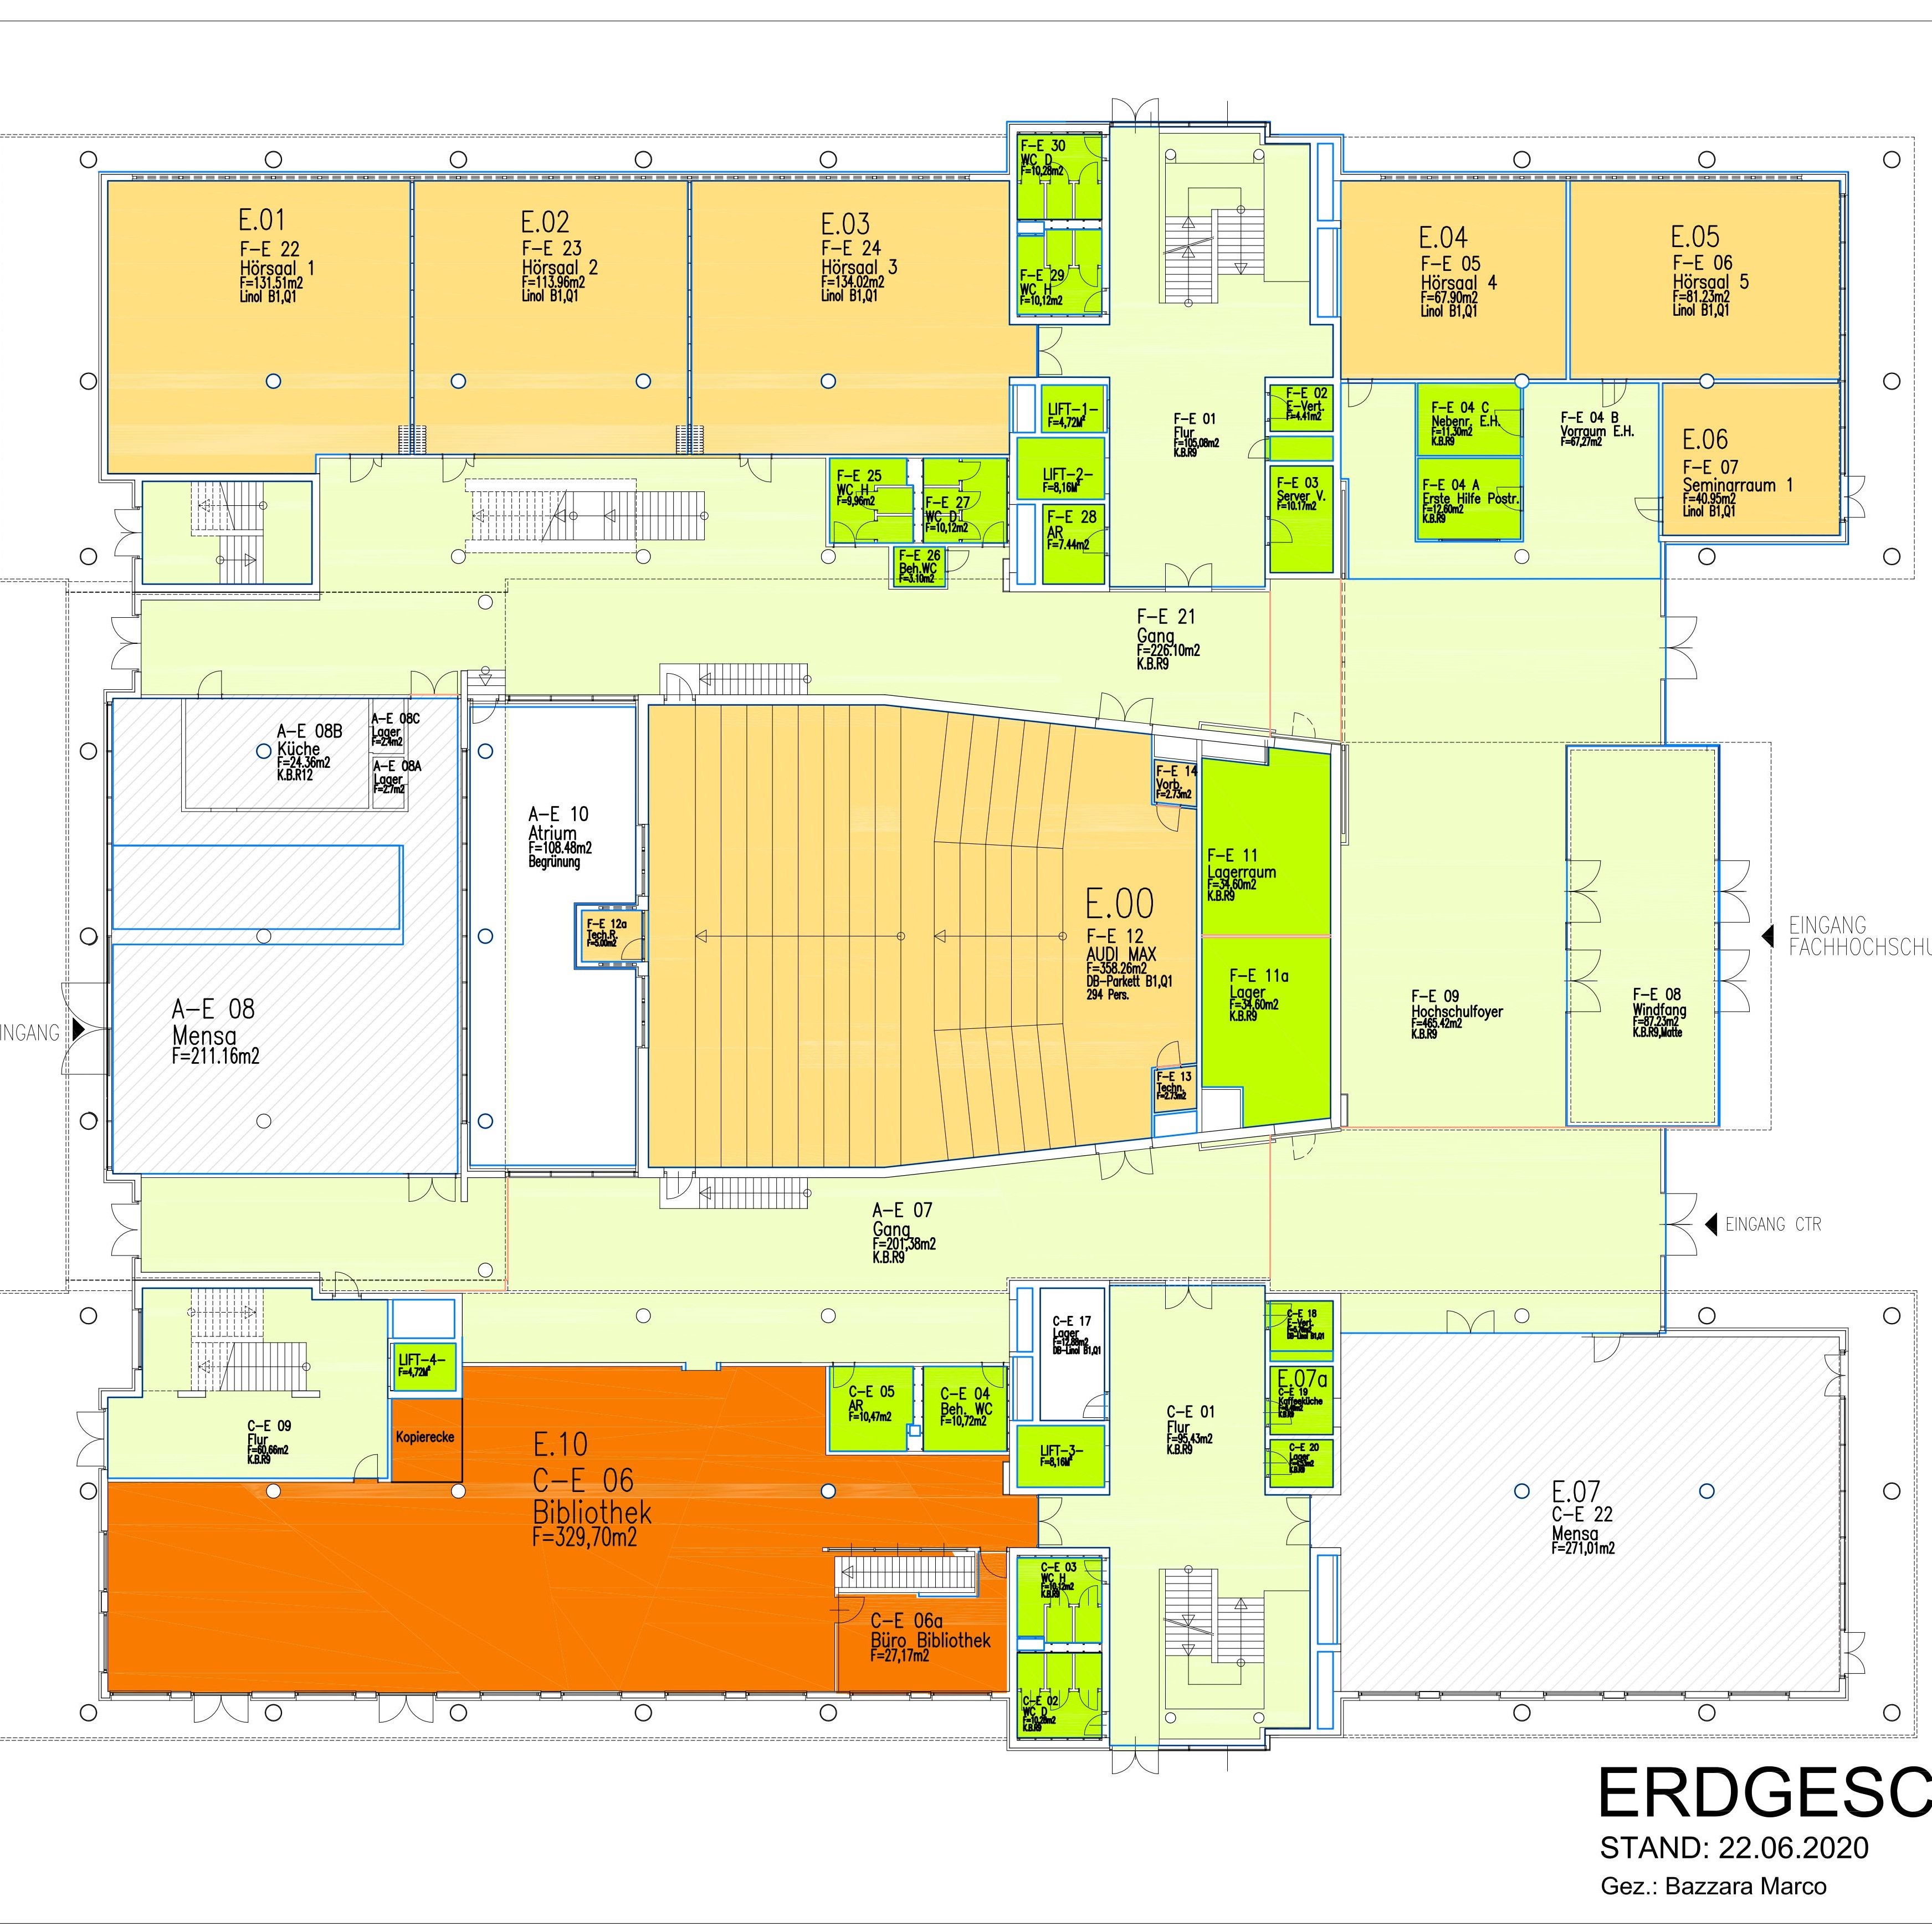 E.01
F-E 22
Hörsaal 1
F=131.51m2
Linol B1,Q1
E.02
F-E 23
Hörsaal 2
F=113.96m2
Linol B1,Q1
E.03
F-E 24
Hörsaal 3
F=134.02m2
Linol B1,Q1
F-E 30
WC D
F=10,28m2
F-E 29
WC H
F=10,12m2
E.04
F-E 05
Hörsaal 4
F=67.90m2
Linol B1,Q1
E.05
F-E 06
Hörsaal 5
F=81.23m2
Linol B1,Q1
LIFT-1-
F=4,72M²
LIFT-2-
F=8,16M²
F-E 28
AR
F=7.44m2
F-E 01
Flur
F=105,08m2
K.B.R9
F-E 02
E-Vert.
F=4.41m2
F-E 03
Server V.
F=10.17m2
F-E 04 C
Nebenr. E.H.
F=11,30m2
K.B.R9
F-E 04 A
Erste Hilfe Postr.
F=12,60m2
K.B.R9
F-E 04 B
Vorraum E.H.
F=67,27m2
E.06
F-E 07
Seminarraum 1
F=40.95m2
Linol B1,Q1
F-E 25
WC H
F=9,96m2
F-E 27
WC D
F=10,12m2
F-E 26
Beh.WC
F=3.10m2
F-E 21
Gang
F=226.10m2
K.B.R9
A-E 08B
Küche
F=24.36m2
K.B.R12
A-E 08C
Lager
F=2.4m2
A-E 08A
Lager
F=2.7m2
A-E 10
Atrium
F=108.48m2
Begrünung
F-E 12a
Tech.R.
F=5.00m2
E.00
F-E 12
AUDI MAX
F=358.26m2
DB-Parkett B1,Q1
294 Pers.
F-E 14
Vorb.
F=2.73m2
F-E 11
Lagerraum
F=34,60m2
K.B.R9
F-E 11a
Lager
F=34,60m2
K.B.R9
F-E 13
Techn.
F=2.73m2
F-E 09
Hochschulfoyer
F=465.42m2
K.B.R9
F-E 08
Windfang
F=87.23m2
K.B.R9,Matte
EINGANG
FACHHOCHSCHU
A-E 08
Mensa
F=211.16m2
INGANG
A-E 07
Gang
F=201,38m2
K.B.R9
EINGANG CTR
C-E 09
Flur
F=60,66m2
K.B.R9
LIFT-4-
F=4,72M²
Kopierecke
E.10
C-E 06
Bibliothek
F=329,70m2
C-E 05
AR
F=10,47m2
C-E 04
Beh. WC
F=10,72m2
C-E 17
Lager
F=12,88m2
DB-Linol B1,Q1
LIFT-3-
F=8,16M²
C-E 01
Flur
F=95,43m2
K.B.R9
C-E 18
E-Vert.
DB-Linol B1,Q1
E.07a
C-E 19
Kaffeeküche
K.B.R9
C-E 20
Lager
K.B.R9
E.07
C-E 22
Mensa
F=271,01m2
C-E 06a
Büro Bibliothek
F=27,17m2
C-E 03
WC H
F=10,12m2
K.B.R9
C-E 02
WC D
F=10,28m2
K.B.R9
ERDGESC
STAND: 22.06.2020
Gez.: Bazzara Marco